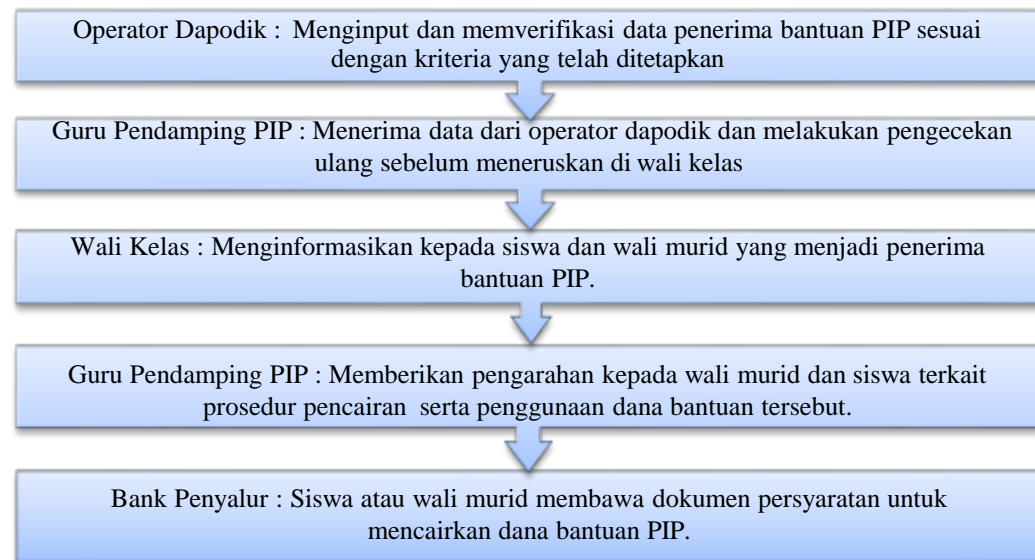 Operator Dapodik : Menginput dan memverifikasi data penerima bantuan PIP sesuai
dengan kriteria yang telah ditetapkan
Guru Pendamping PIP : Menerima data dari operator dapodik dan melakukan pengecekan
ulang sebelum meneruskan di wali kelas
Wali Kelas : Menginformasikan kepada siswa dan wali murid yang menjadi penerima
bantuan PIP.
Guru Pendamping PIP : Memberikan pengarahan kepada wali murid dan siswa terkait
prosedur pencairan serta penggunaan dana bantuan tersebut.
Bank Penyalur : Siswa atau wali murid membawa dokumen persyaratan untuk
mencairkan dana bantuan PIP.